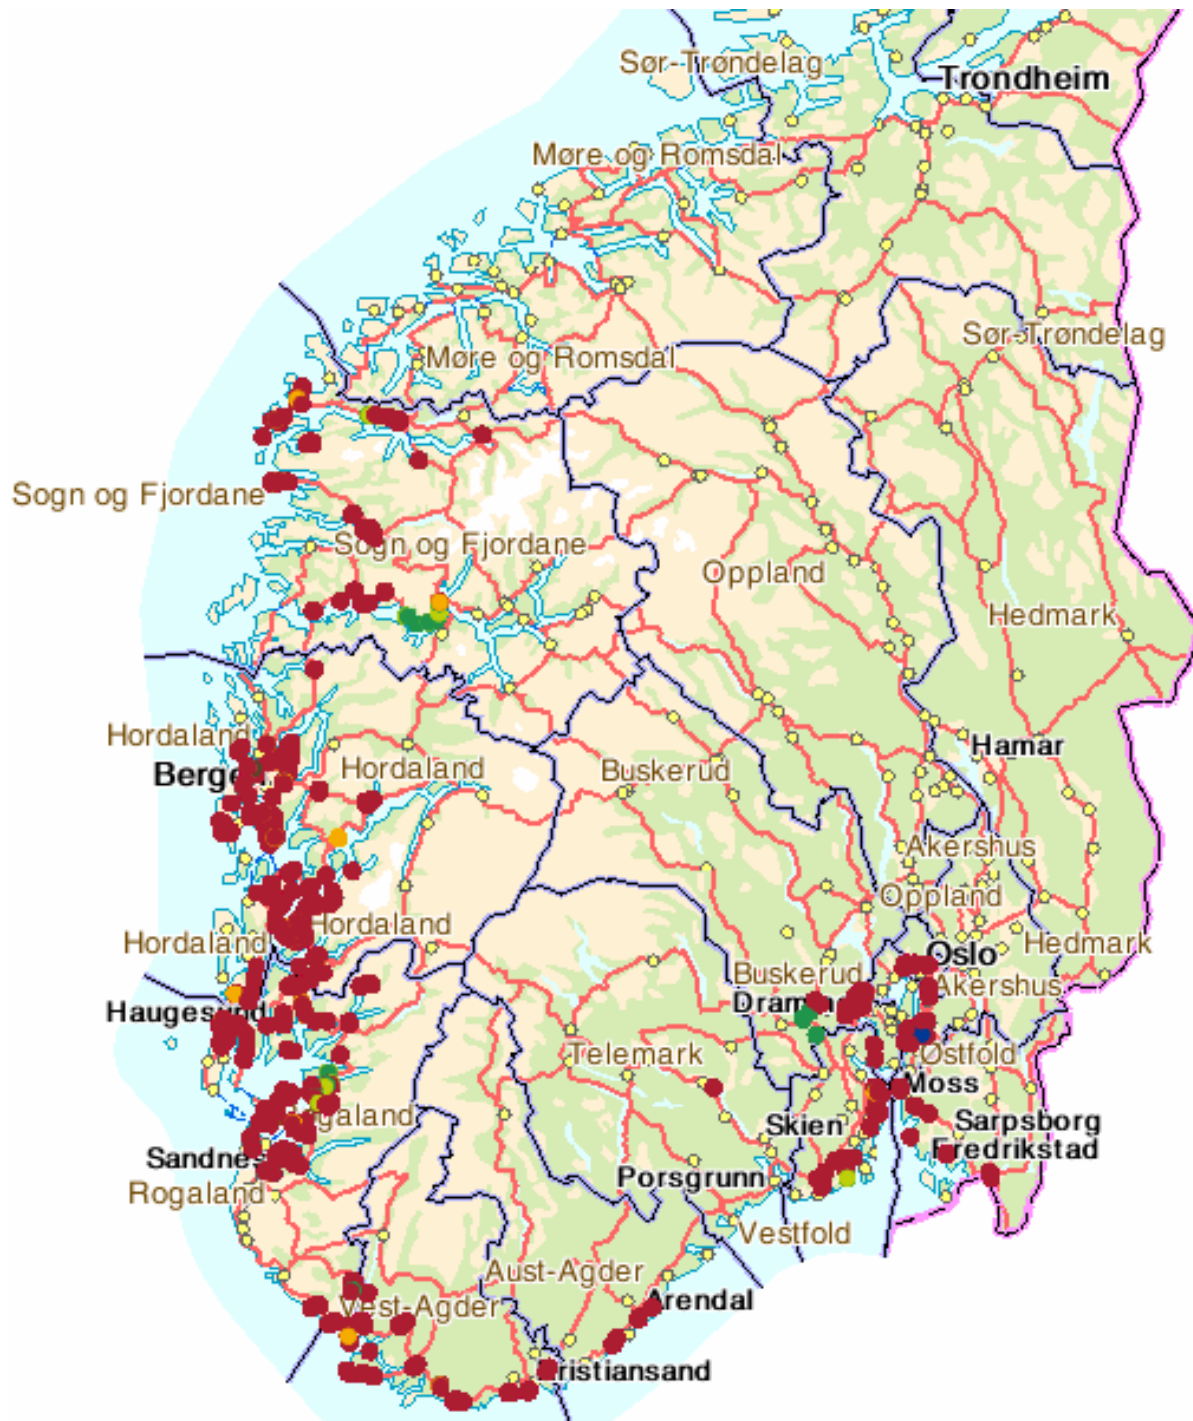 Sør-Trøndelag
Trondheim
Møre og Romsdal
Sør-Trøndelag
Møre og Romsdal
Sogn og Fjordane
Sogn og Fjordane
Oppland
Hedmark
Hordaland
Hamar
Hordaland
Buskerud
Akershus
Oppland
Hordaland
Hordaland
Oslo
Hedmark
Buskerud
Akershus
Haugesund
Telemark
Østfold
Moss
Skien
Sarpsborg
Fredrikstad
Sandnes
Porsgrunn
Rogaland
Vestfold
Aust-Agder
Arendal
Vest-Agder